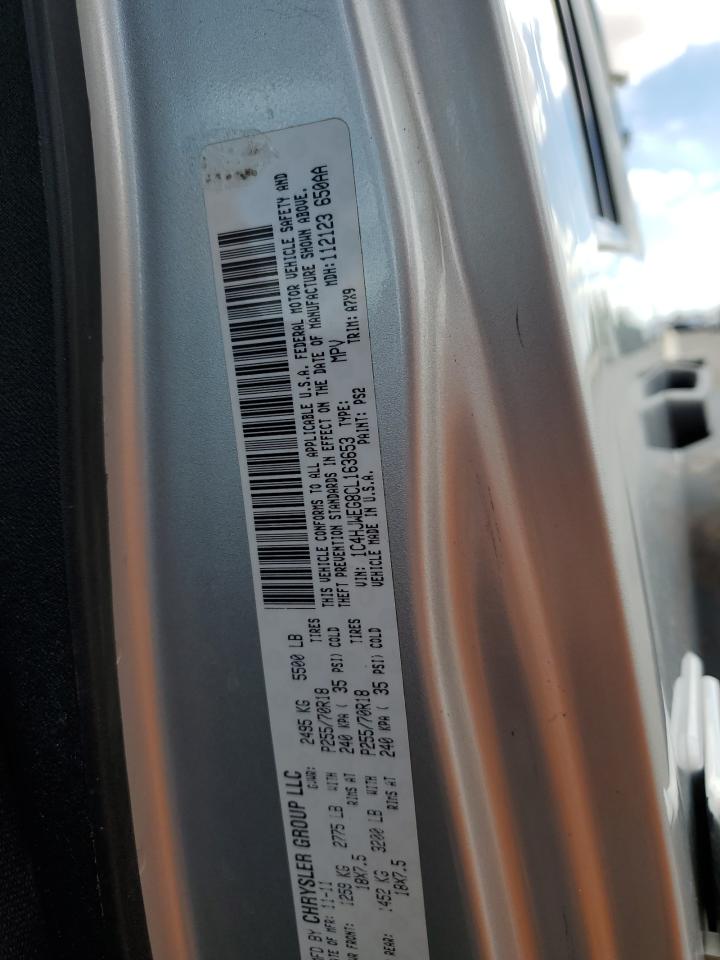 MFD BY CHRYSLER GROUP LLC
DATE OF MFR: 11-11 GVWR: 2495 KG 5500 LB
FRONT: 1259 KG 2775 LB WITH P255/70R18 TIRES
18X7.5 RIMS AT 240 KPA ( 35 PSI) COLD
REAR: 1452 KG 3200 LB WITH P255/70R18 TIRES
18X7.5 RIMS AT 240 KPA ( 35 PSI) COLD
THIS VEHICLE CONFORMS TO ALL APPLICABLE U.S.A. FEDERAL MOTOR VEHICLE SAFETY AND
THEFT PREVENTION STANDARDS IN EFFECT ON THE DATE OF MANUFACTURE SHOWN ABOVE.
VIN: 1C4HJWEG8CL163653 TYPE: MPV MDH:112123 650AA
VEHICLE MADE IN U.S.A. PAINT: PS2 TRIM: A7X9